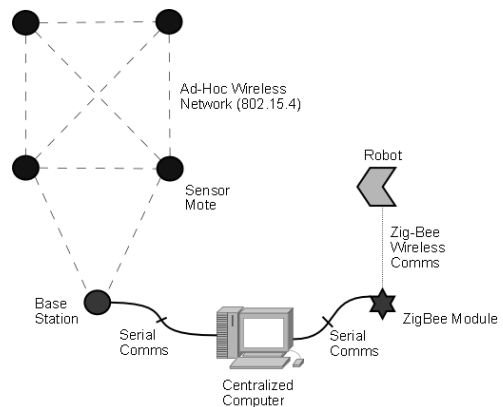 Ad-Hoc Wireless
Network (802.15.4)
Sensor
Mote
Robot
Zig-Bee
Wireless
Comms
Base
Station
Serial
Comms
Serial
Comms
ZigBee Module
Centralized
Computer